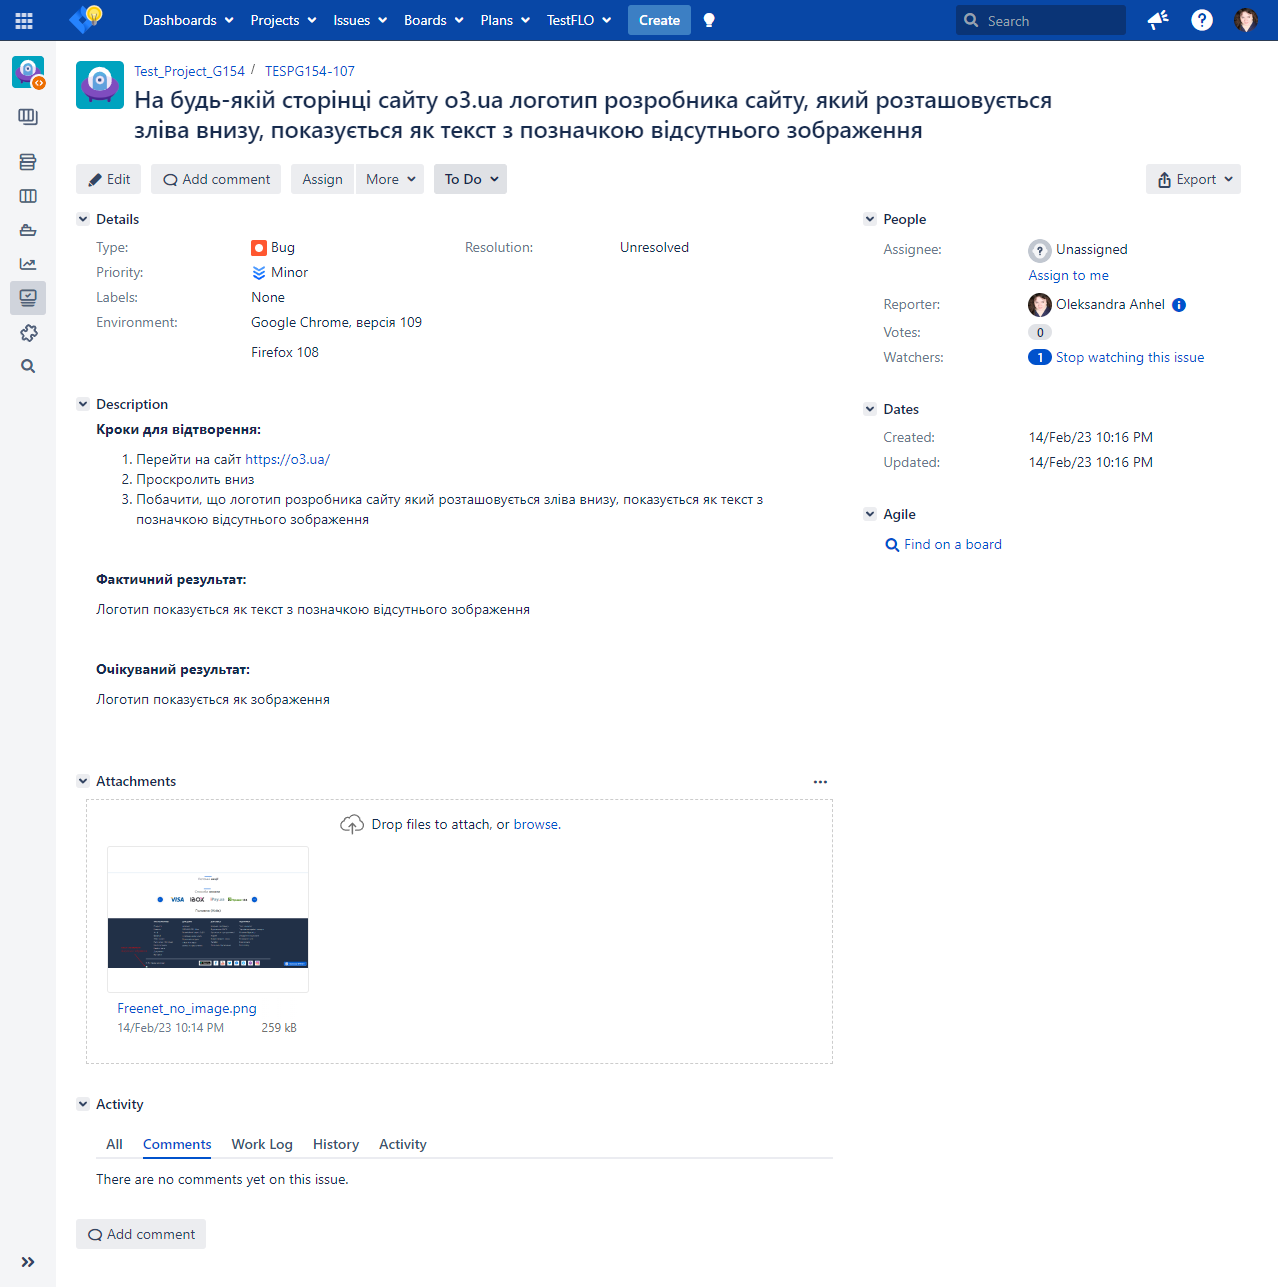 Dashboards Projects Issues Boards Plans TestFLO Create Search
Test_Project_G154 / TESPG154-107
На будь-якій сторінці сайту o3.ua логотип розробника сайту, який розташовується
зліва внизу, показується як текст з позначкою відсутнього зображення
Edit Add comment Assign More To Do Export
Details
Type: Bug Resolution: Unresolved
Priority: Minor
Labels: None
Environment: Google Chrome, версія 109
Firefox 108
People
Assignee: Unassigned
Assign to me
Reporter: Oleksandra Anhel
Votes: 0
Watchers: 1 Stop watching this issue
Dates
Created: 14/Feb/23 10:16 PM
Updated: 14/Feb/23 10:16 PM
Agile
Find on a board
Description
Кроки для відтворення:
1. Перейти на сайт https://o3.ua/
2. Проскролить вниз
3. Побачити, що логотип розробника сайту який розташовується зліва внизу, показується як текст з
позначкою відсутнього зображення
Фактичний результат:
Логотип показується як текст з позначкою відсутнього зображення
Очікуваний результат:
Логотип показується як зображення
Attachments
Drop files to attach, or browse.
VISA iBOX
Freenet_no_image.png
14/Feb/23 10:14 PM 259 kB
Activity
All Comments Work Log History Activity
There are no comments yet on this issue.
Add comment